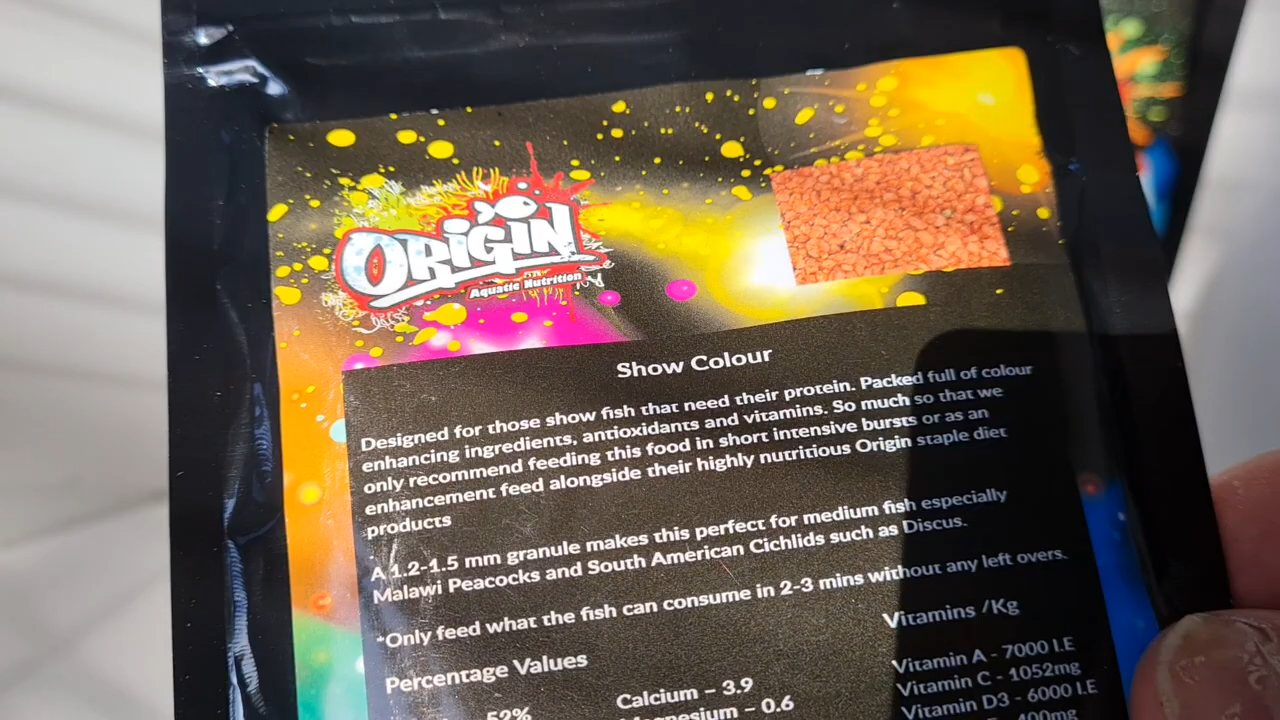 ORiGiN
Aquatic Nutrition
Show Colour
Designed for those show fish that need their protein. Packed full of colour
enhancing ingredients, antioxidants and vitamins. So much so that we
only recommend feeding this food in short intensive bursts or as an
enhancement feed alongside their highly nutritious Origin staple diet
products
A 1.2-1.5 mm granule makes this perfect for medium fish especially
Malawi Peacocks and South American Cichlids such as Discus.
*Only feed what the fish can consume in 2-3 mins without any left overs.
Percentage Values
52%
Calcium – 3.9
Magnesium – 0.6
Vitamins /Kg
Vitamin A - 7000 I.E
Vitamin C - 1052mg
Vitamin D3 - 6000 I.E
400mg